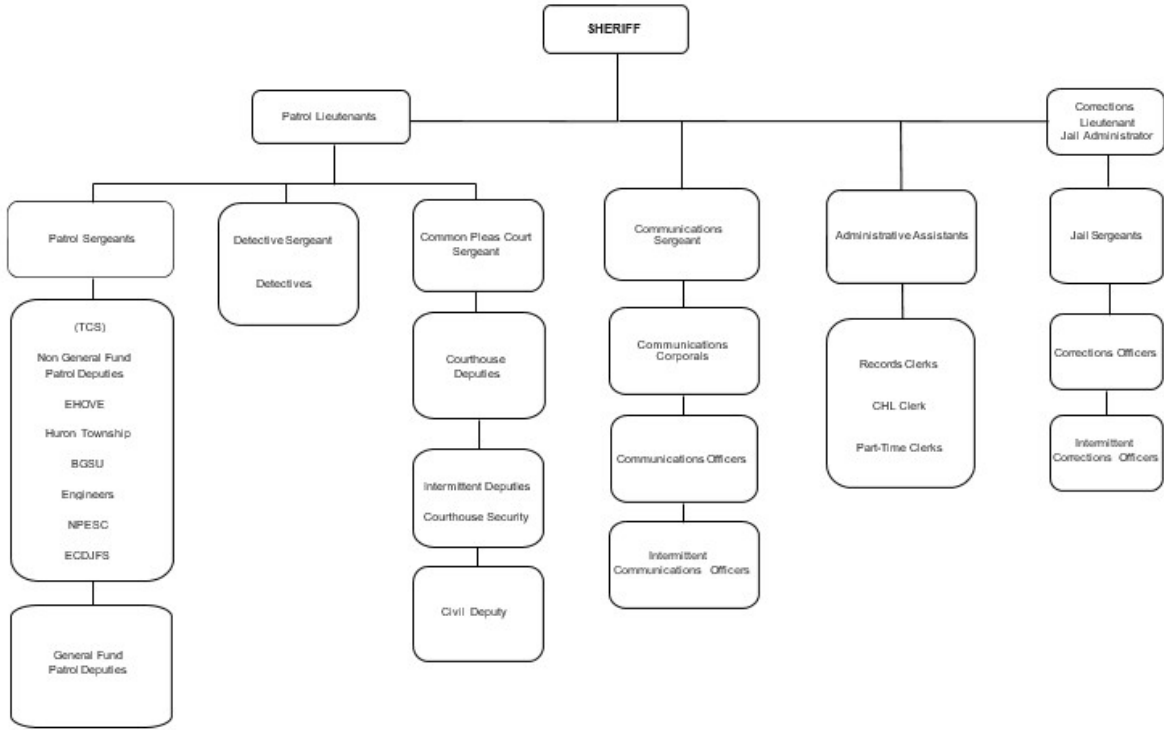 SHERIFF
Patrol Lieutenants
Corrections
Lieutenant
Jail Administrator
Patrol Sergeants
Detective Sergeant
Detectives
Common Pleas Court
Sergeant
Communications
Sergeant
Administrative Assistants
Jail Sergeants
(TCS)
Non General Fund
Patrol Deputies
EHOVE
Huron Township
BGSU
Engineers
NPESC
ECDJFS
Courthouse
Deputies
Communications
Corporals
Records Clerks
CHL Clerk
Part-Time Clerks
Corrections Officers
Intermittent Deputies
Courthouse Security
Communications Officers
Intermittent
Corrections Officers
Intermittent
Communications Officers
Civil Deputy
General Fund
Patrol Deputies